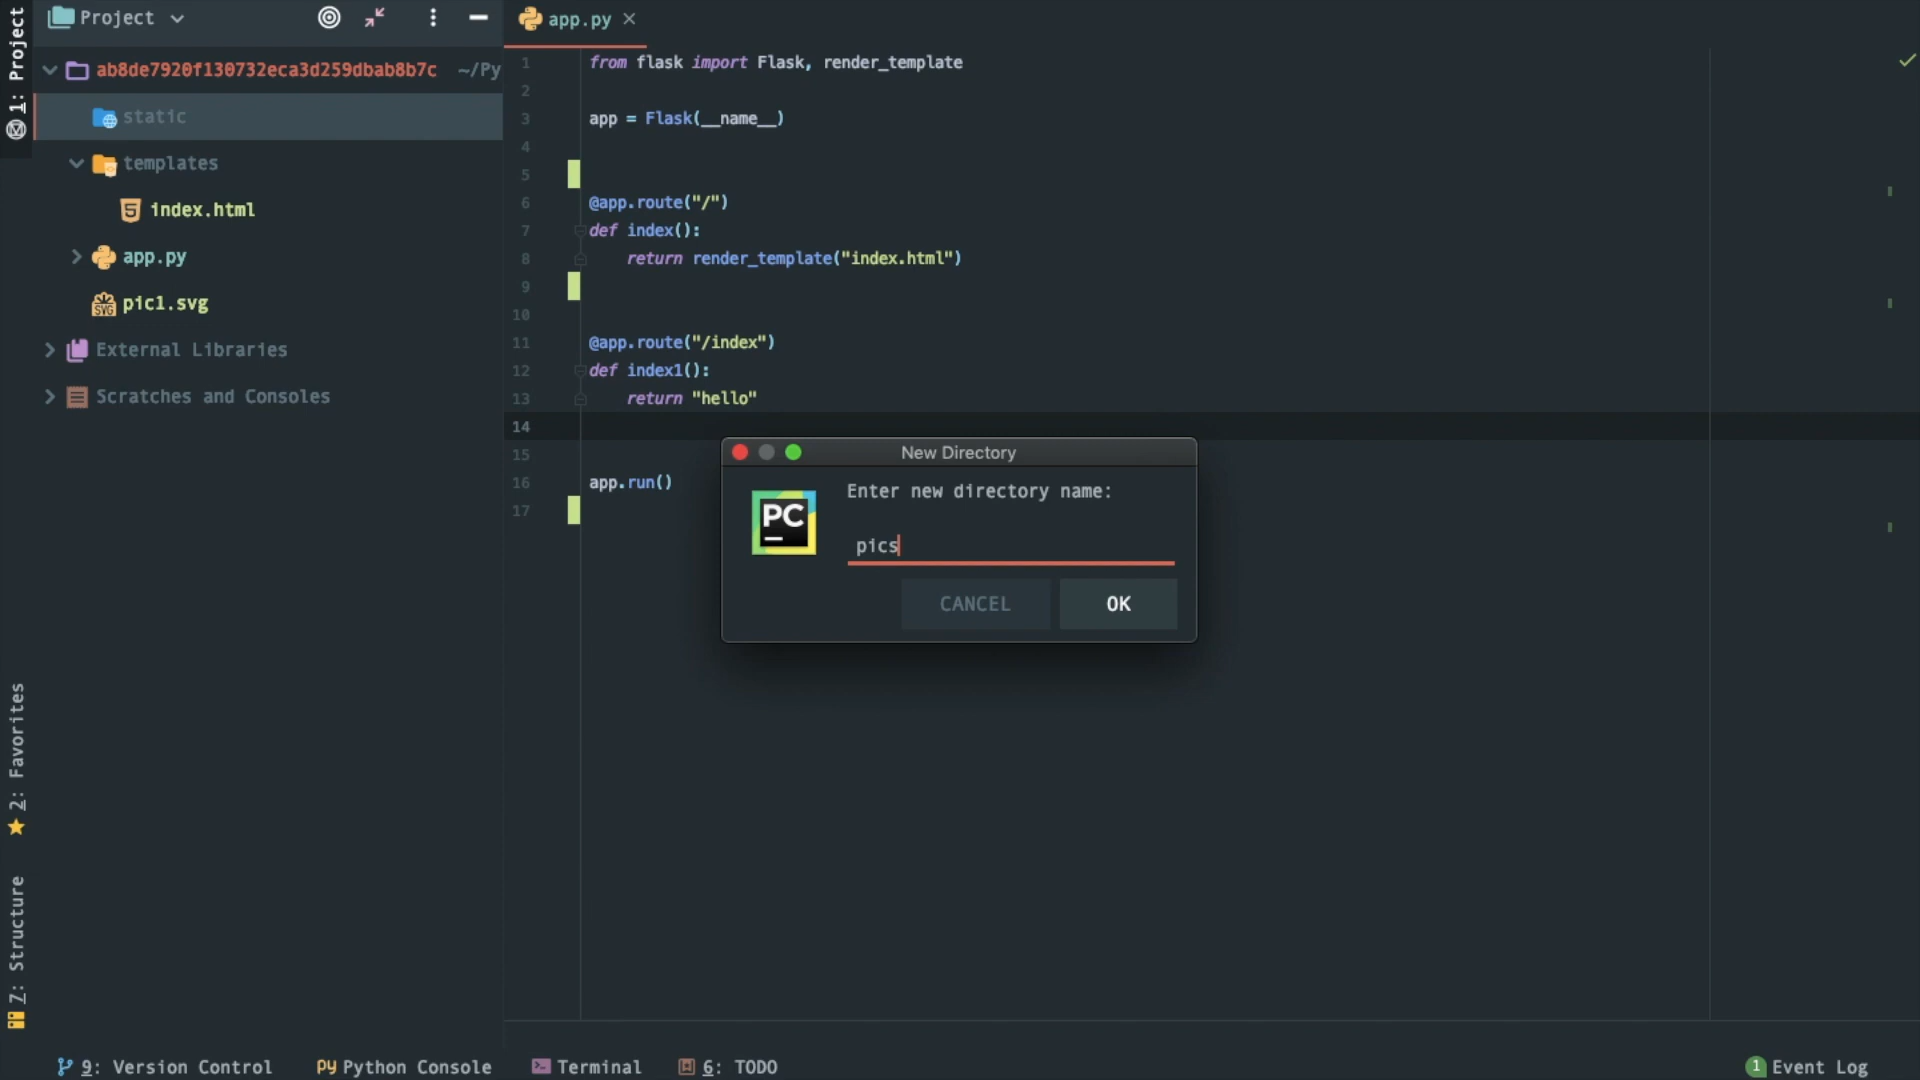 1: Project
Project
ab8de7920f130732eca3d259dbab8b7c ~/Py
static
templates
index.html
app.py
SVG pic1.svg
External Libraries
Scratches and Consoles
2: Favorites
7: Structure
app.py
1 from flask import Flask, render_template
2
3 app = Flask(__name__)
4
5
6 @app.route("/")
7 def index():
8 return render_template("index.html")
9
10
11 @app.route("/index")
12 def index1():
13 return "hello"
14
15
16 app.run()
17
New Directory
PC
Enter new directory name:
pics
CANCEL
OK
9: Version Control
PY Python Console
Terminal
6: TODO
1 Event Log